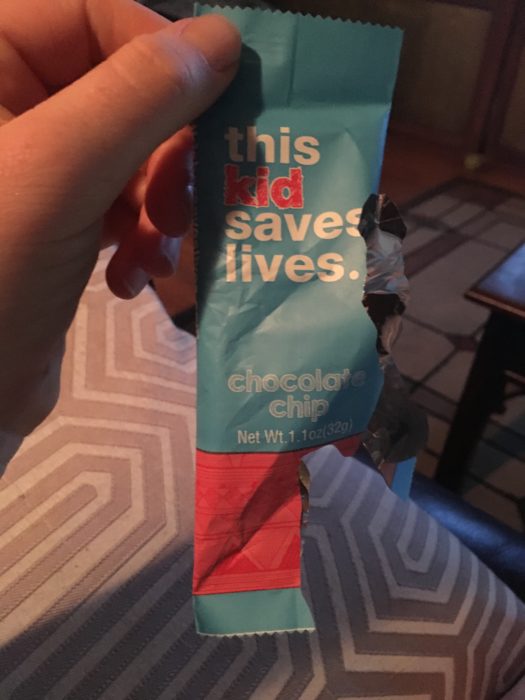 this
kid
saves
lives.
chocolate
chip
Net Wt.1.1oz(32g)